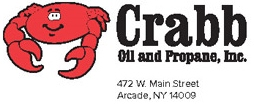 Crabb
Oil and Propane, Inc.
472 W. Main Street
Arcade, NY 14009